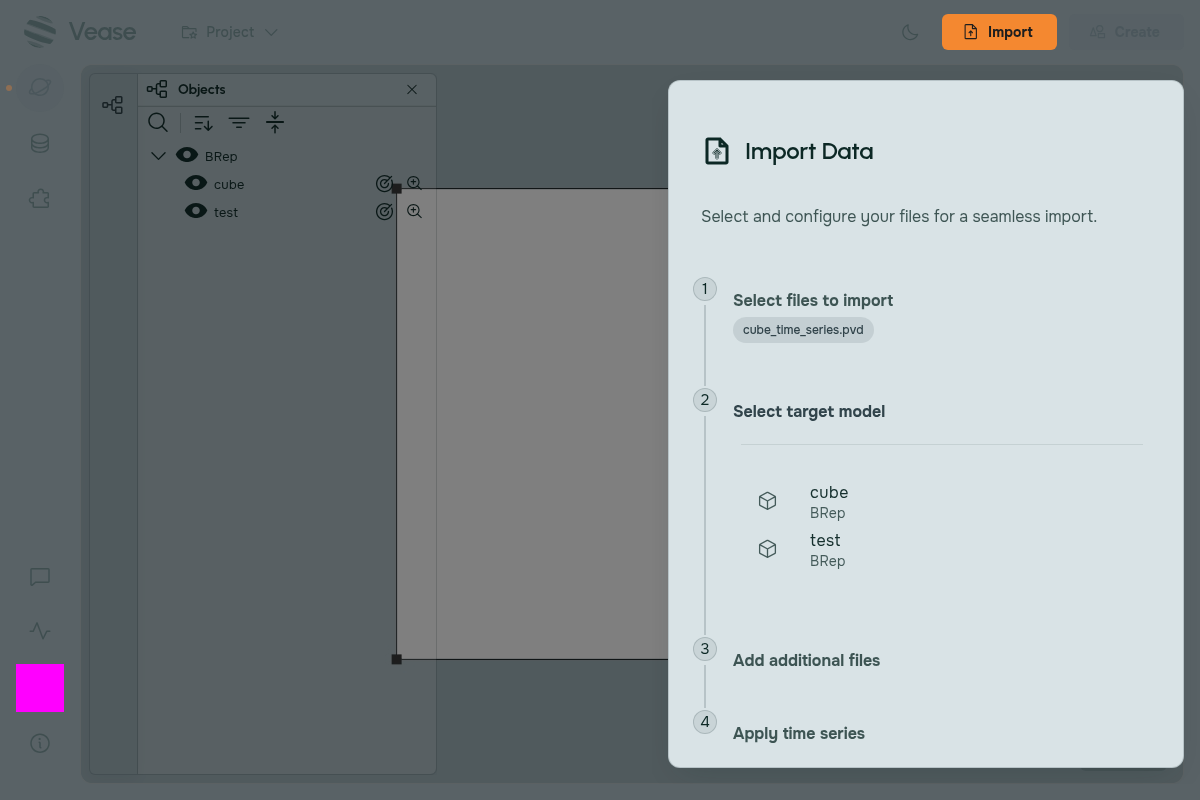 Vease
Project
Import
Create
Objects
BRep
cube
test
Import Data
Select and configure your files for a seamless import.
1
Select files to import
cube_time_series.pvd
2
Select target model
cube
BRep
test
BRep
3
Add additional files
4
Apply time series